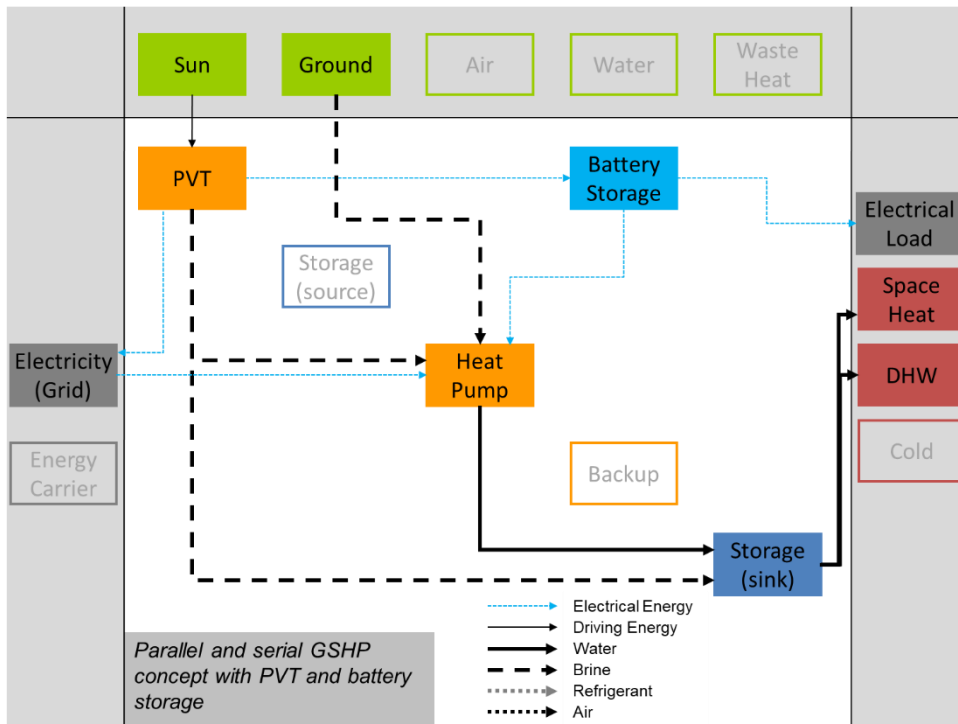 Sun
Ground
Air
Water
Waste
Heat
PVT
Battery
Storage
Electrical
Load
Storage
(source)
Space
Heat
Electricity
(Grid)
Heat
Pump
DHW
Energy
Carrier
Backup
Cold
Storage
(sink)
Electrical Energy
Driving Energy
Water
Brine
Refrigerant
Air
Parallel and serial GSHP
concept with PVT and battery
storage